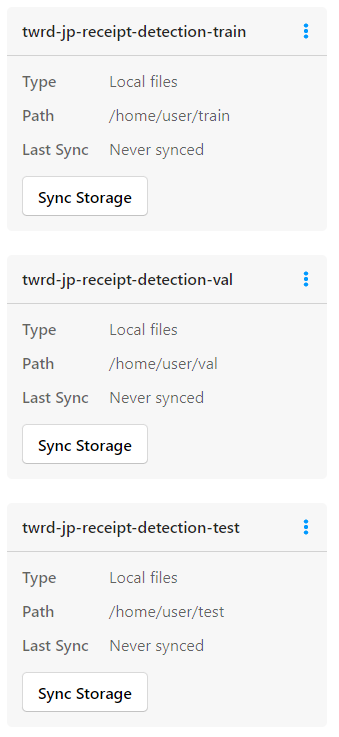 twrd-jp-receipt-detection-train
Type Local files
Path /home/user/train
Last Sync Never synced
Sync Storage
twrd-jp-receipt-detection-val
Type Local files
Path /home/user/val
Last Sync Never synced
Sync Storage
twrd-jp-receipt-detection-test
Type Local files
Path /home/user/test
Last Sync Never synced
Sync Storage